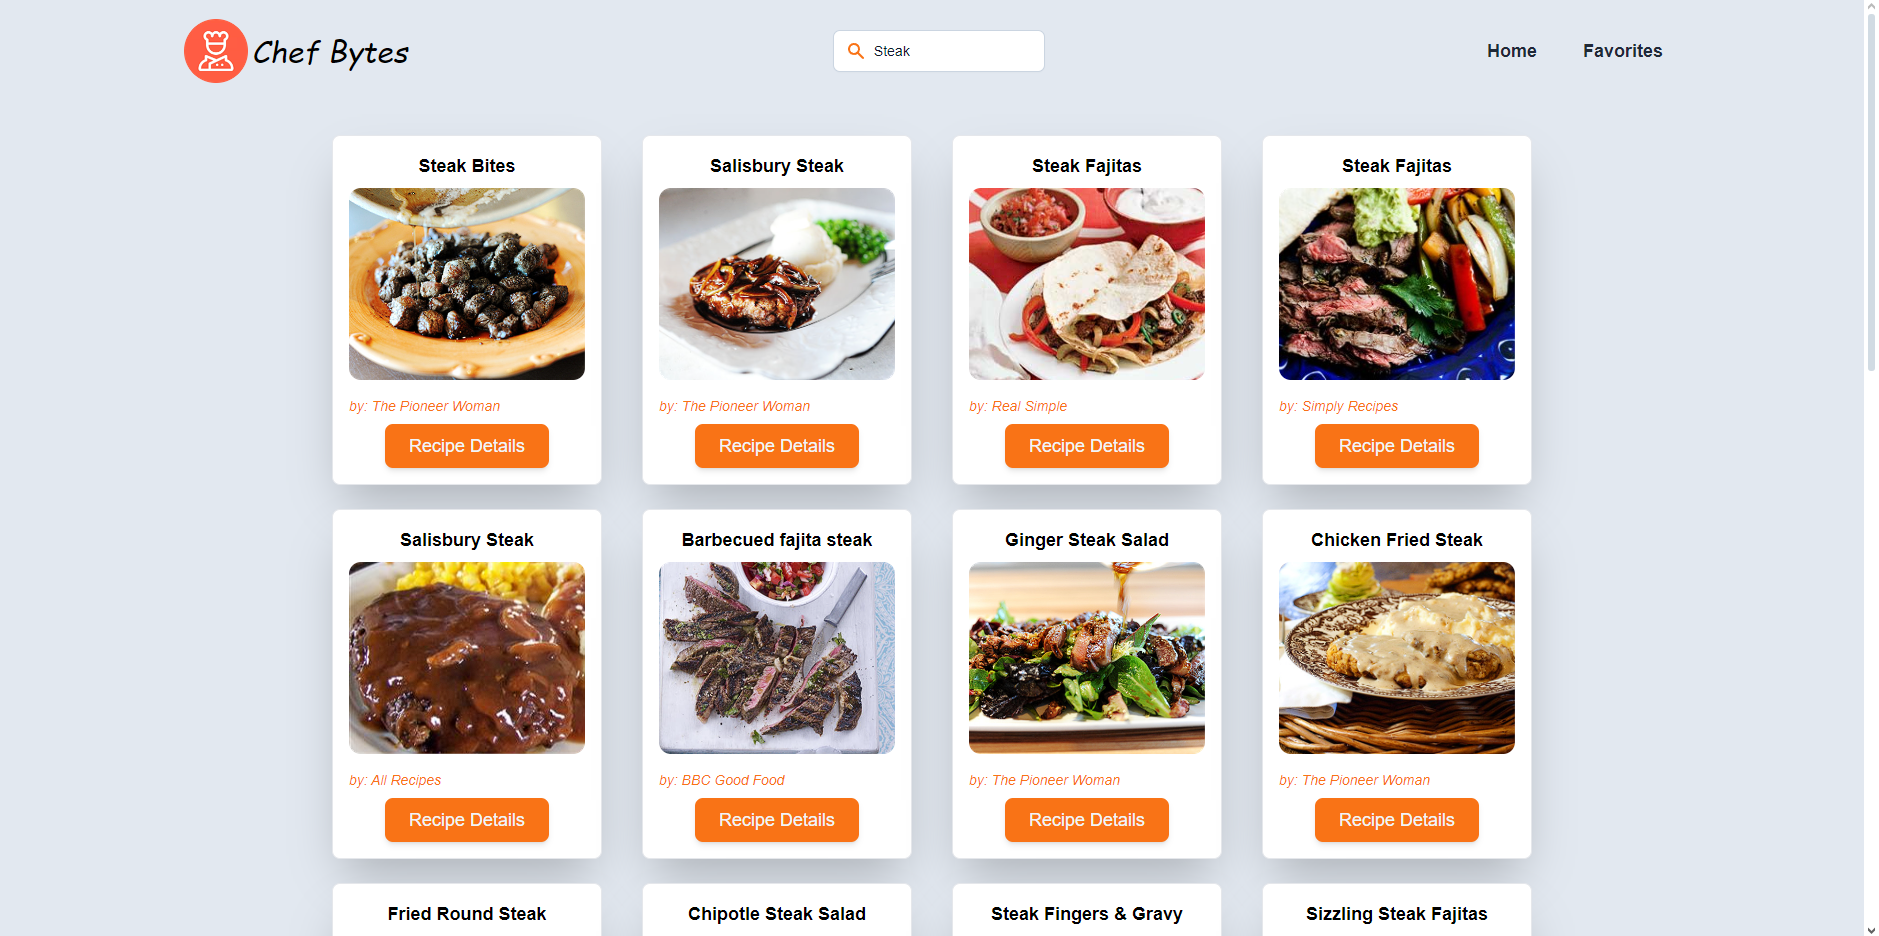 Chef Bytes
Steak
Home
Favorites
Steak Bites
by: The Pioneer Woman
Recipe Details
Salisbury Steak
by: The Pioneer Woman
Recipe Details
Steak Fajitas
by: Real Simple
Recipe Details
Steak Fajitas
by: Simply Recipes
Recipe Details
Salisbury Steak
by: All Recipes
Recipe Details
Barbecued fajita steak
by: BBC Good Food
Recipe Details
Ginger Steak Salad
by: The Pioneer Woman
Recipe Details
Chicken Fried Steak
by: The Pioneer Woman
Recipe Details
Fried Round Steak
Chipotle Steak Salad
Steak Fingers & Gravy
Sizzling Steak Fajitas